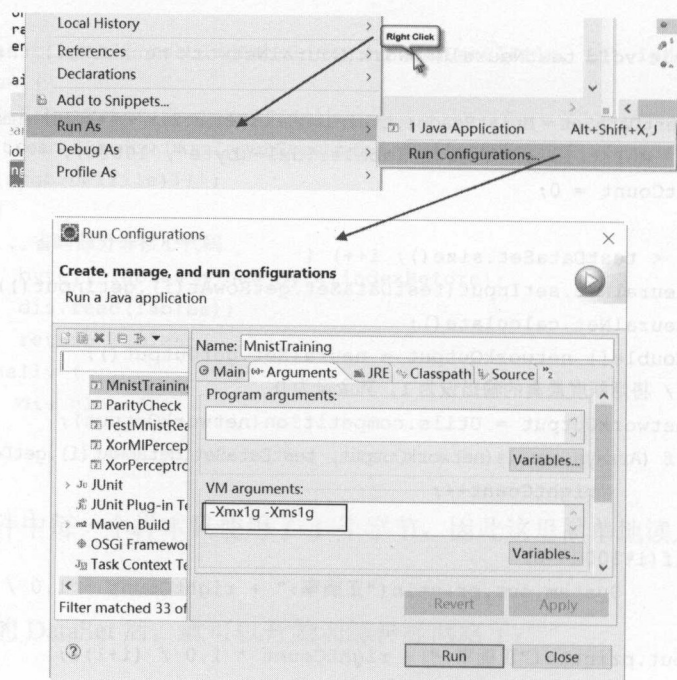 Local History
Right Click
References
Declarations
Add to Snippets...
Run As
1 Java Application Alt+Shift+X, J
Debug As
Run Configurations...
Profile As
Run Configurations
Create, manage, and run configurations
Run a Java application
Name: MnistTraining
Main Arguments JRE Classpath Source "2
Program arguments:
Variables...
VM arguments:
-Xmx1g -Xms1g
Variables...
MnistTraining
ParityCheck
TestMnistRea
XorMlPercep
XorPerceptro
JUnit
JUnit Plug-in Te
Maven Build
OSGi Framewor
Task Context Te
Filter matched 33 of
Revert Apply
Run Close